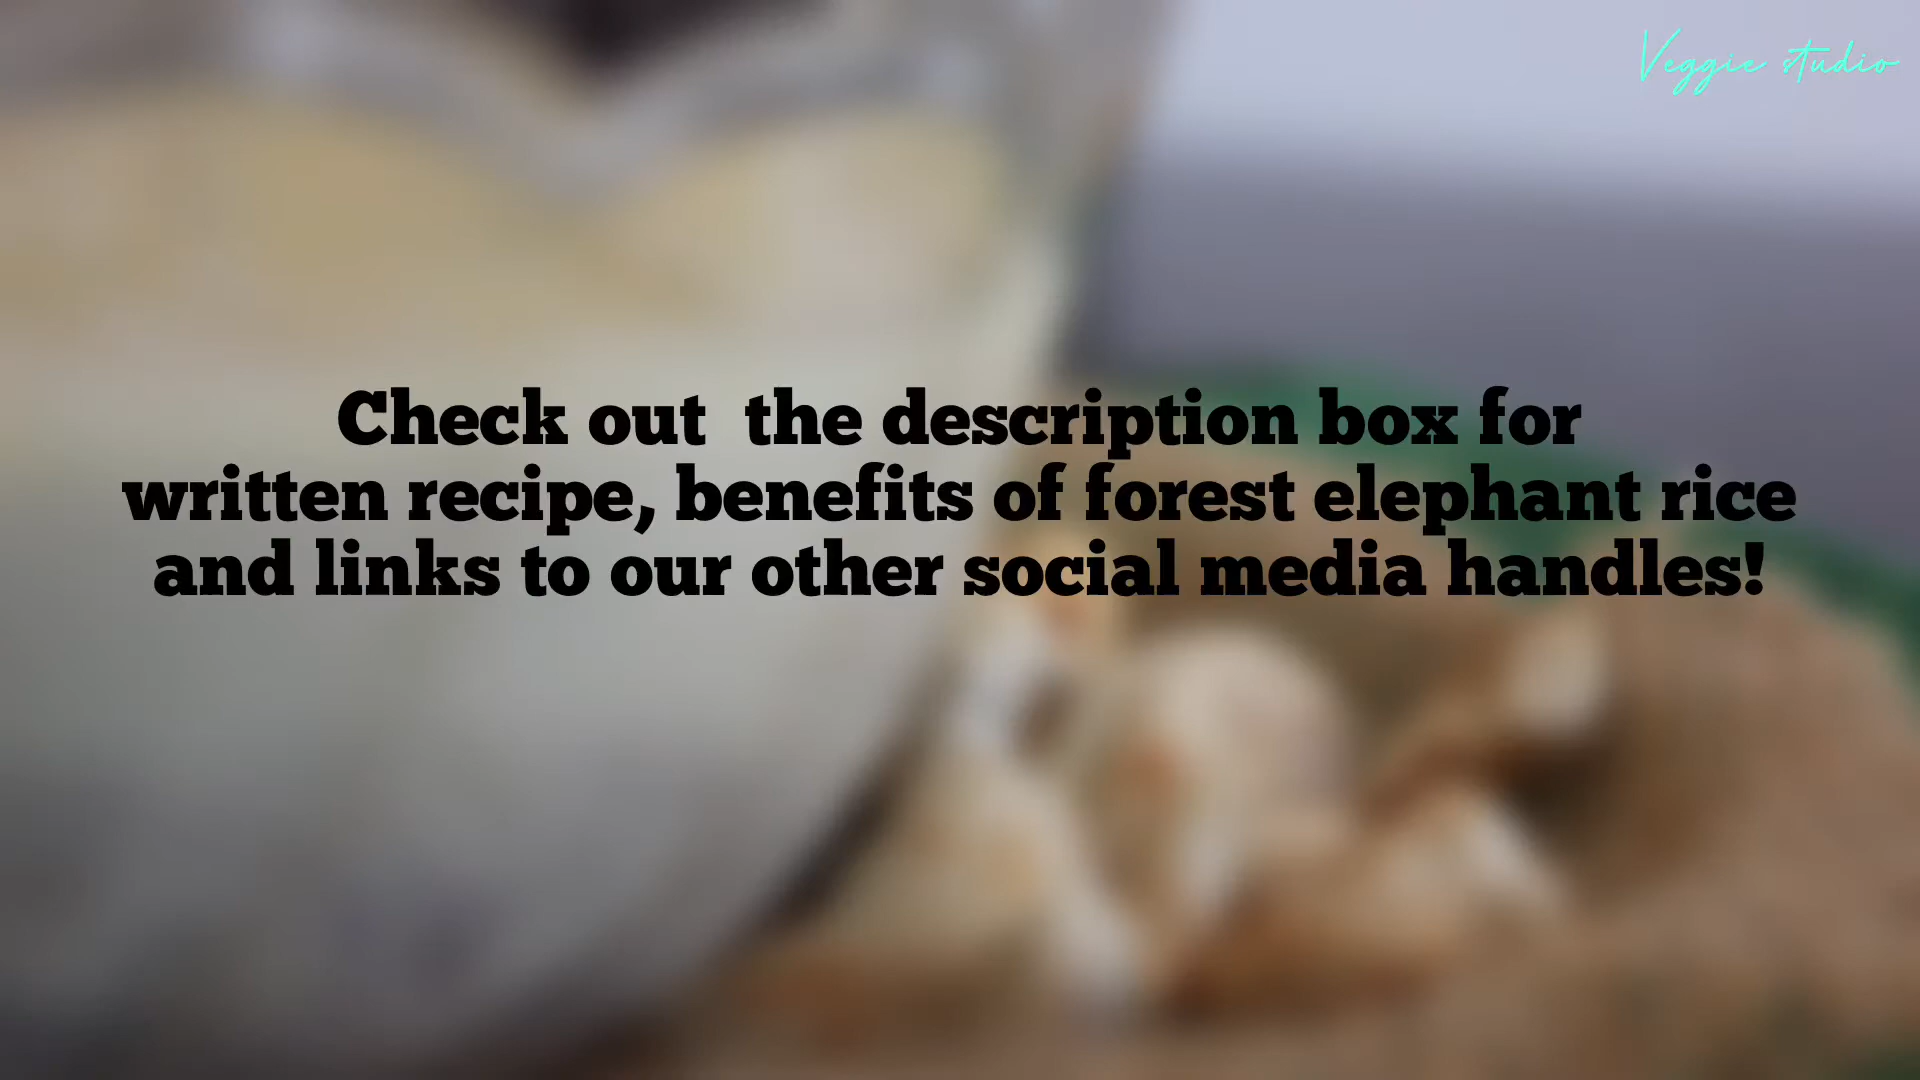 Veggie studio
Check out  the description box for
written recipe, benefits of forest elephant rice
and links to our other social media handles!